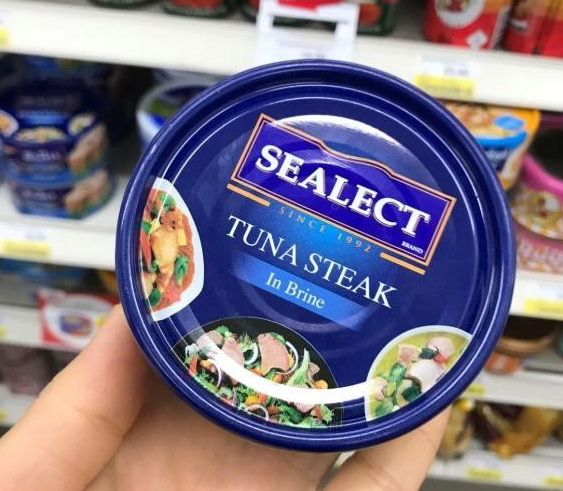 SEALECT
BRAND
SINCE 1992
TUNA STEAK
In Brine